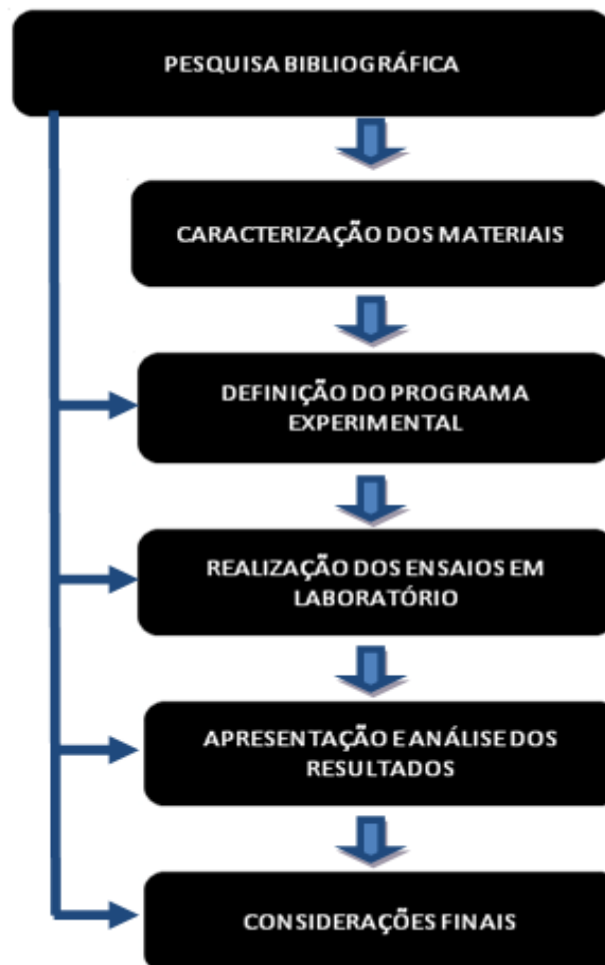 PESQUISA BIBLIOGRÁFICA
CARACTERIZAÇÃO DOS MATERIAIS
DEFINIÇÃO DO PROGRAMA
EXPERIMENTAL
REALIZAÇÃO DOS ENSAIOS EM
LABORATÓRIO
APRESENTAÇÃO E ANÁLISE DOS
RESULTADOS
CONSIDERAÇÕES FINAIS